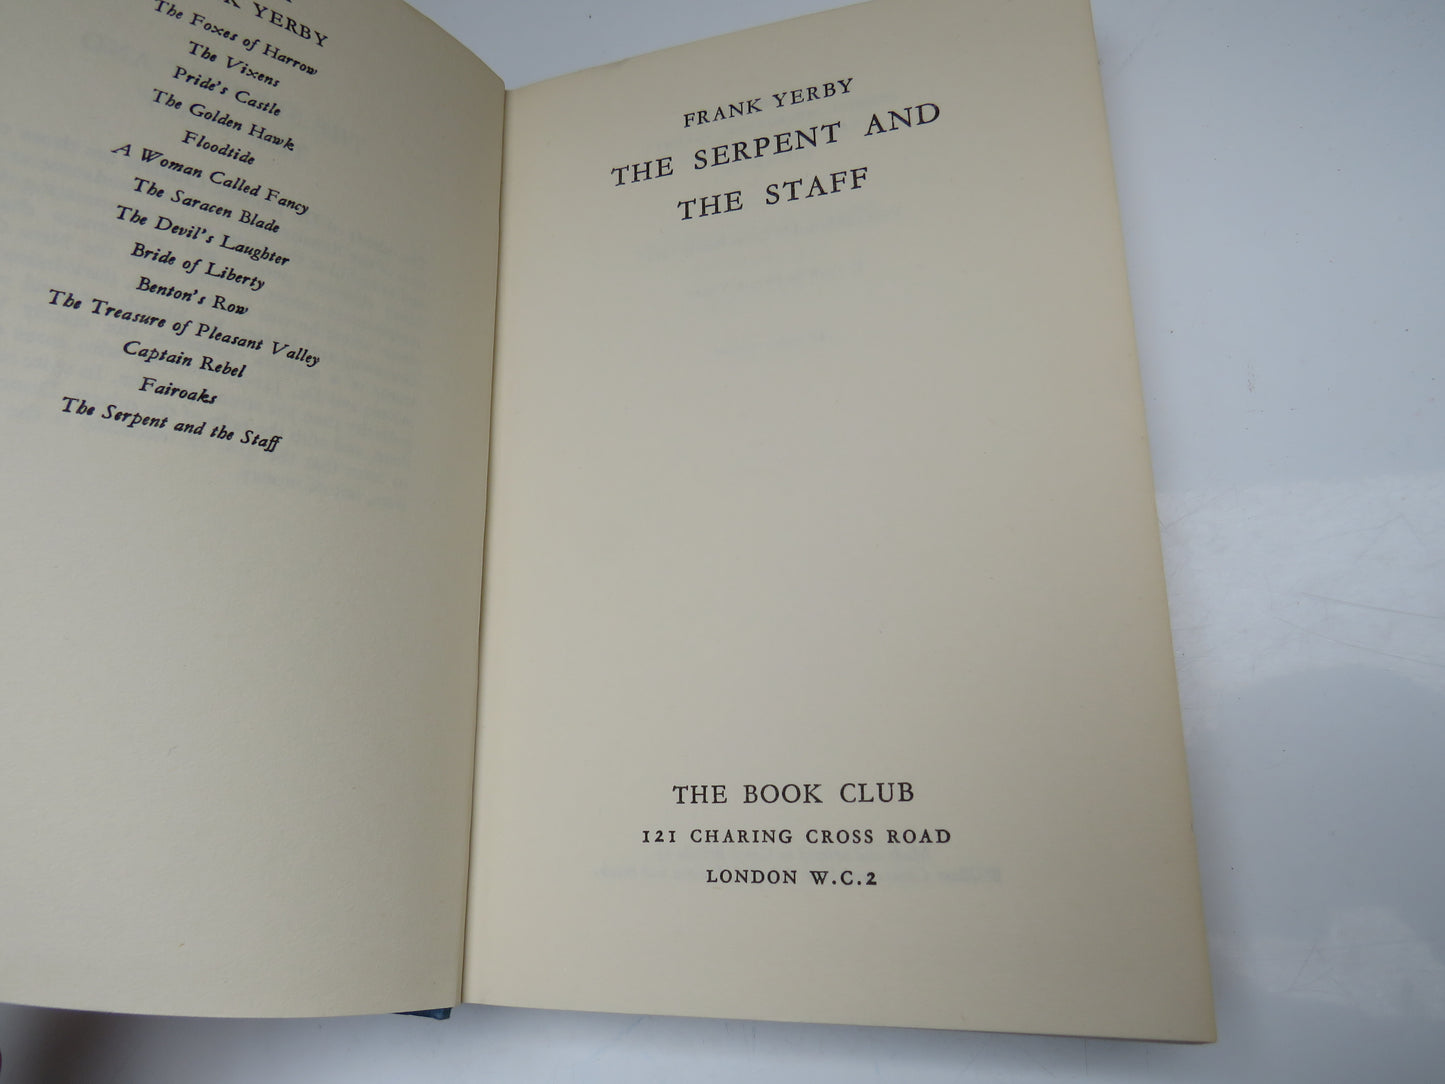 YERBY
The Foxes of Harrow
The Vixens
Pride's Castle
The Golden Hawk
Floodtide
A Woman Called Fancy
The Saracen Blade
The Devil's Laughter
Bride of Liberty
Benton's Row
The Treasure of Pleasant Valley
Captain Rebel
Fairoaks
The Serpent and the Staff
FRANK YERBY
THE SERPENT AND
THE STAFF
THE BOOK CLUB
121 CHARING CROSS ROAD
LONDON W.C.2